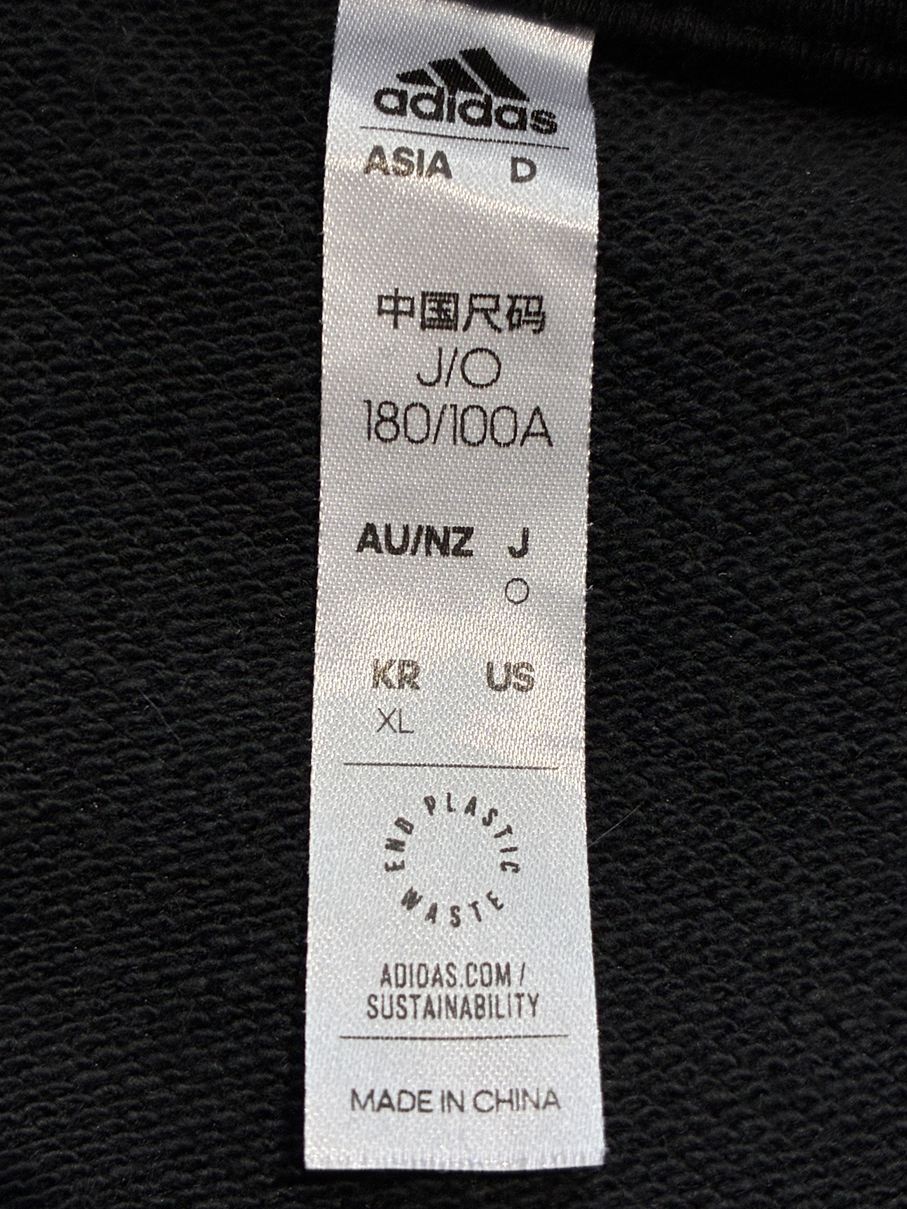 adidas
ASIA D
中国尺码
J/O
180/100A
AU/NZ J
O
KR US
XL
END PLASTIC WASTE
ADIDAS.COM/
SUSTAINABILITY
MADE IN CHINA